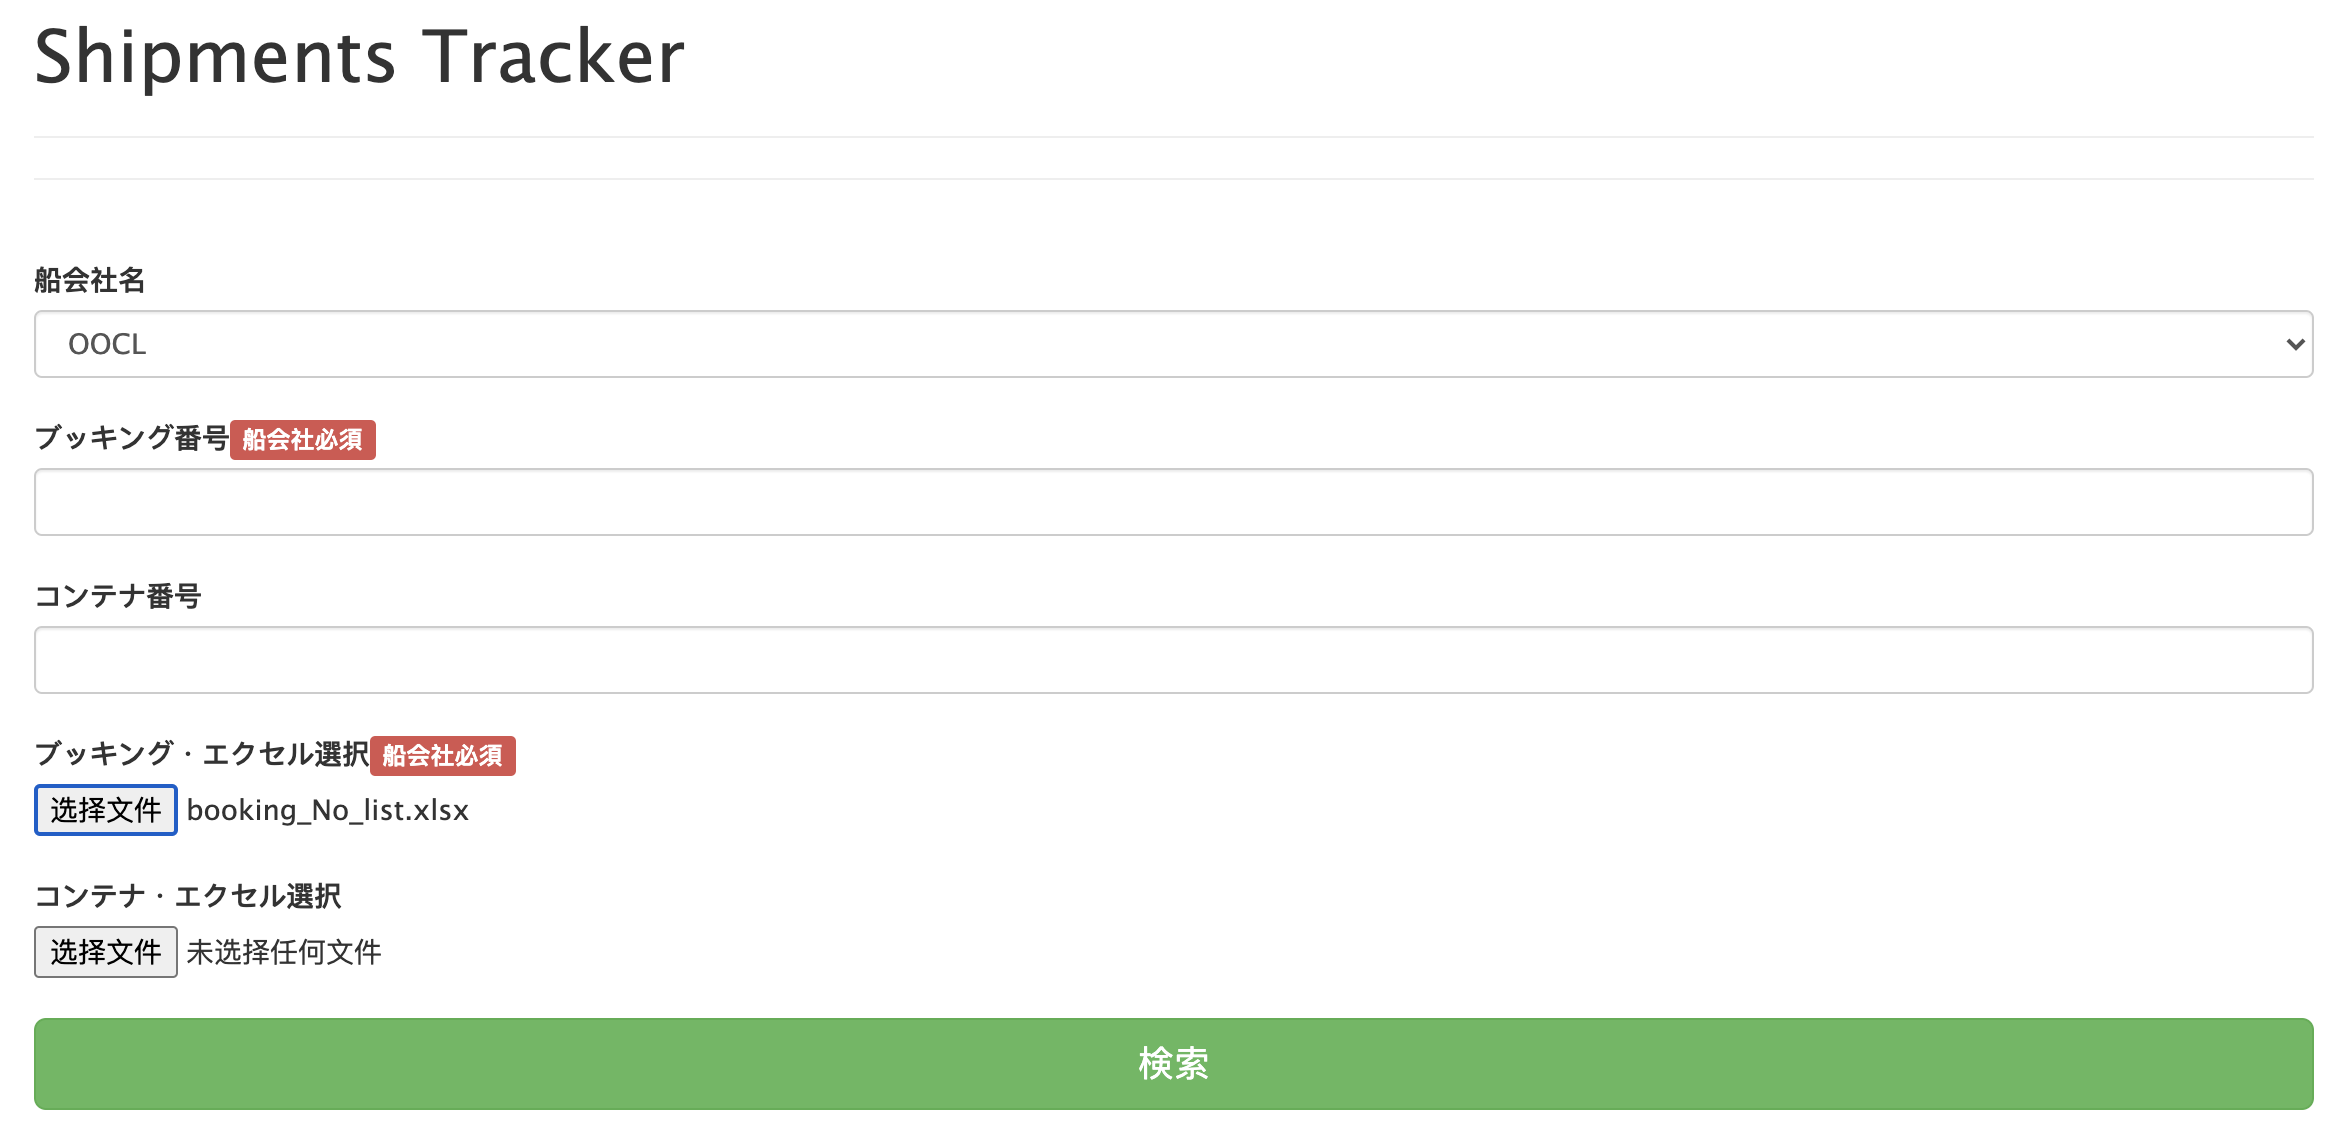 Shipments Tracker
船会社名
OOCL
ブッキング番号 船会社必須
コンテナ番号
ブッキング・エクセル選択 船会社必須
选择文件 booking_No_list.xlsx
コンテナ・エクセル選択
选择文件 未选择任何文件
検索